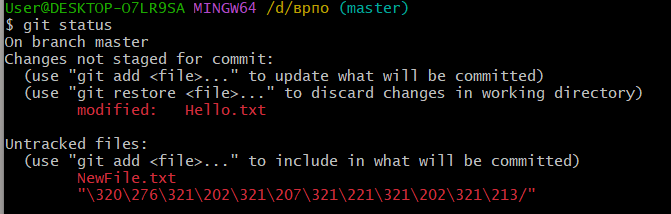 User@DESKTOP-O7LR9SA MINGW64 /d/врпо (master)
$ git status
On branch master
Changes not staged for commit:
  (use "git add <file>..." to update what will be committed)
  (use "git restore <file>..." to discard changes in working directory)
        modified:   Hello.txt

Untracked files:
  (use "git add <file>..." to include in what will be committed)
        NewFile.txt
        "\320\276\321\202\321\207\321\221\321\202\321\213/"